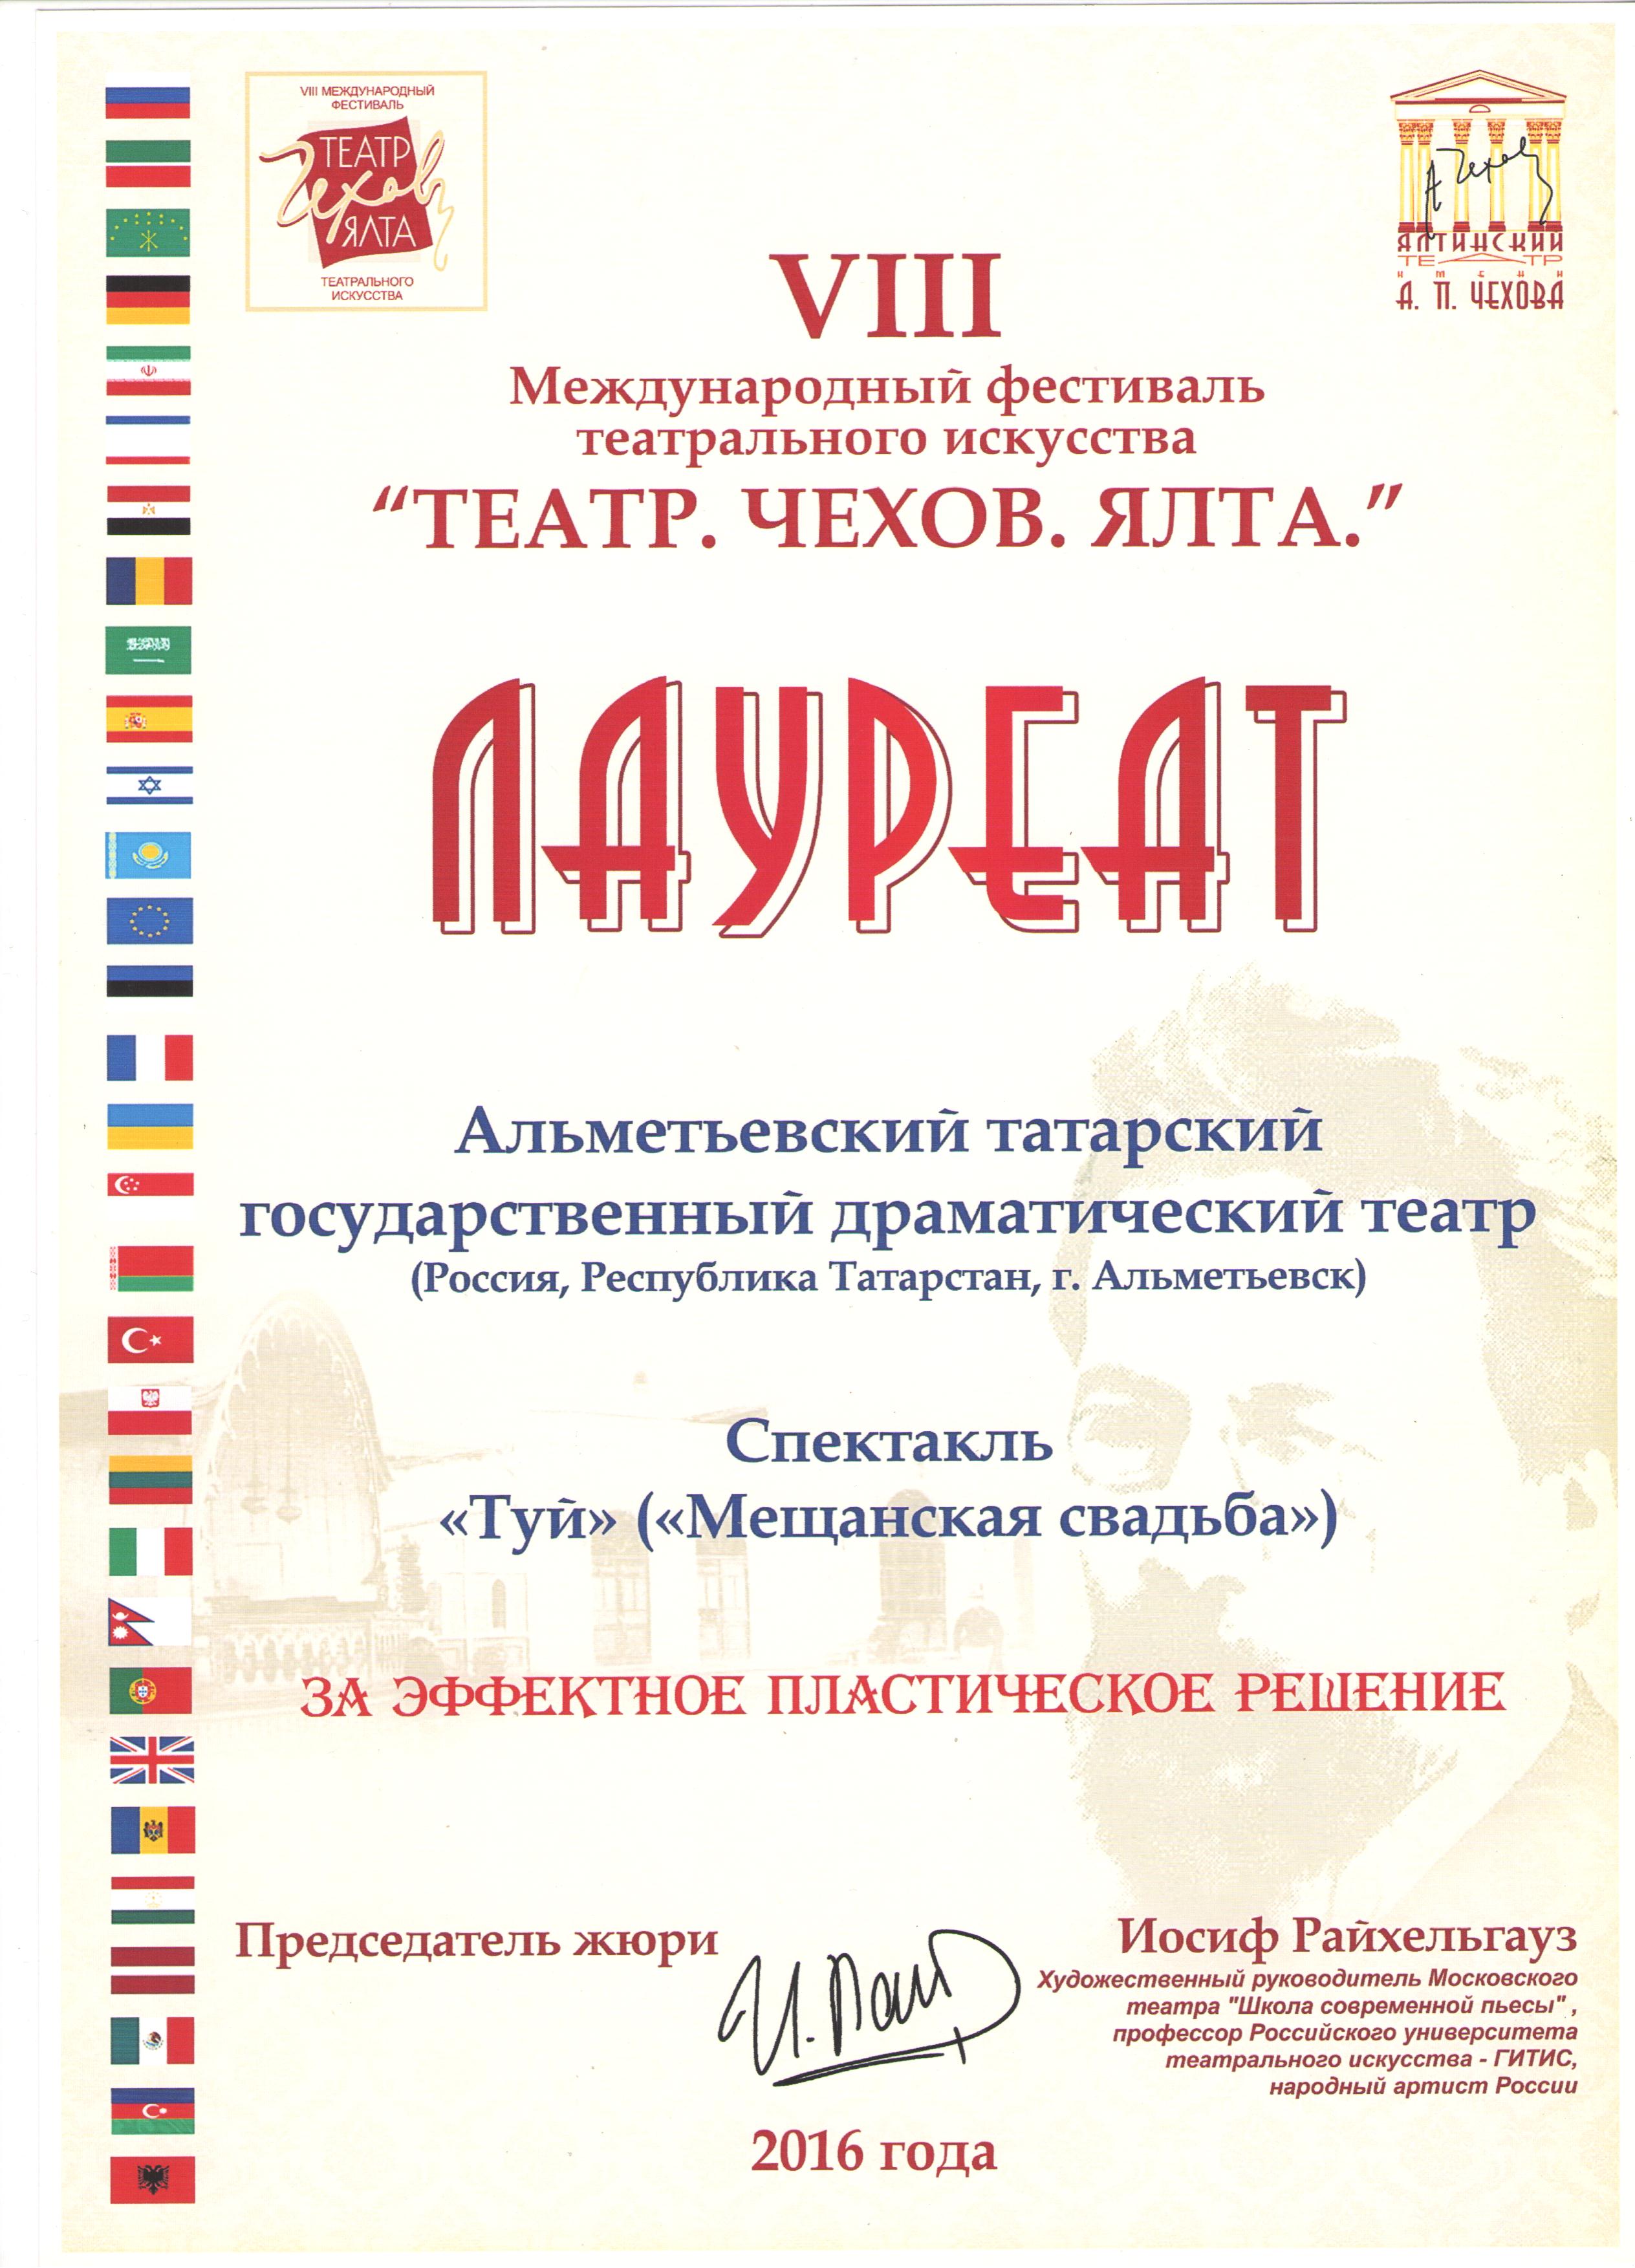 VIII МЕЖДУНАРОДНЫЙ
ФЕСТИВАЛЬ
ТЕАТР
Чехов
ЯЛТА
ТЕАТРАЛЬНОГО
ИСКУССТВА
А Чехов
ЯЛТИНСКИЙ
ТЕАТР
ИМЕНИ
А. П. ЧЕХОВА
VIII
Международный фестиваль
театрального искусства
“ТЕАТР. ЧЕХОВ. ЯЛТА.”
ЛАУРЕАТ
Альметьевский татарский
государственный драматический театр
(Россия, Республика Татарстан, г. Альметьевск)
Спектакль
«Туй» («Мещанская свадьба»)
ЗА ЭФФЕКТНОЕ ПЛАСТИЧЕСКОЕ РЕШЕНИЕ
Председатель жюри
Иосиф Райхельгауз
Художественный руководитель Московского
театра "Школа современной пьесы" ,
профессор Российского университета
театрального искусства - ГИТИС,
народный артист России
2016 года